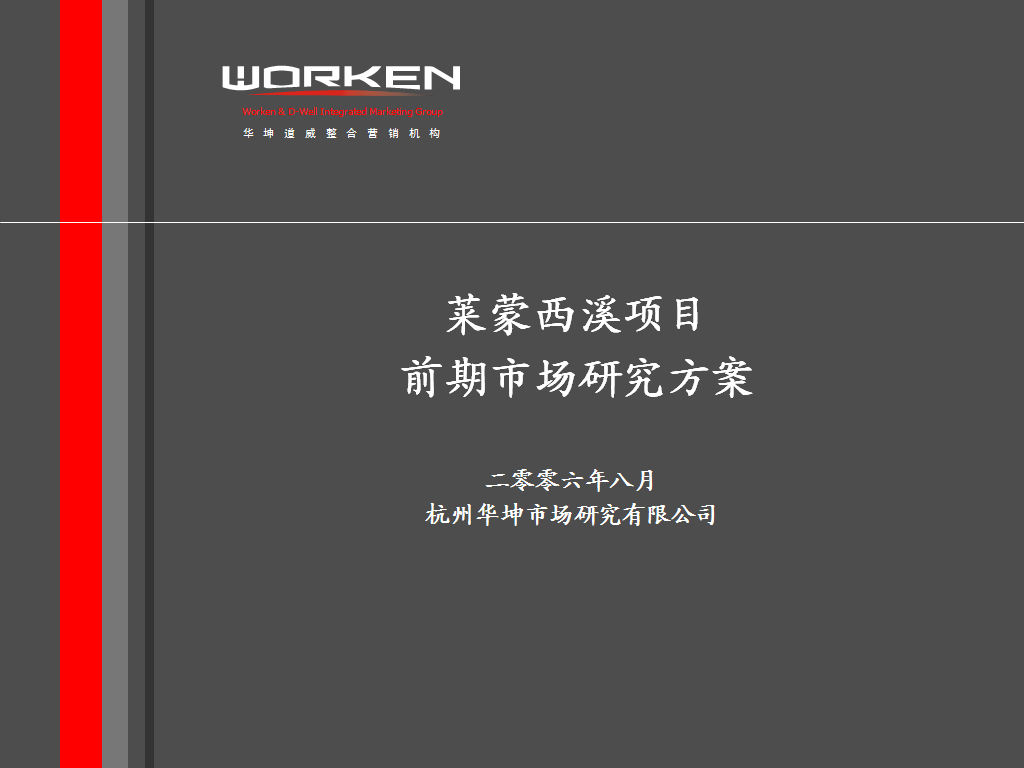 WORKEN
Worken & D-Well Integrated Marketing Group
华坤道威整合营销机构
莱蒙西溪项目
前期市场研究方案
二零零六年八月
杭州华坤市场研究有限公司